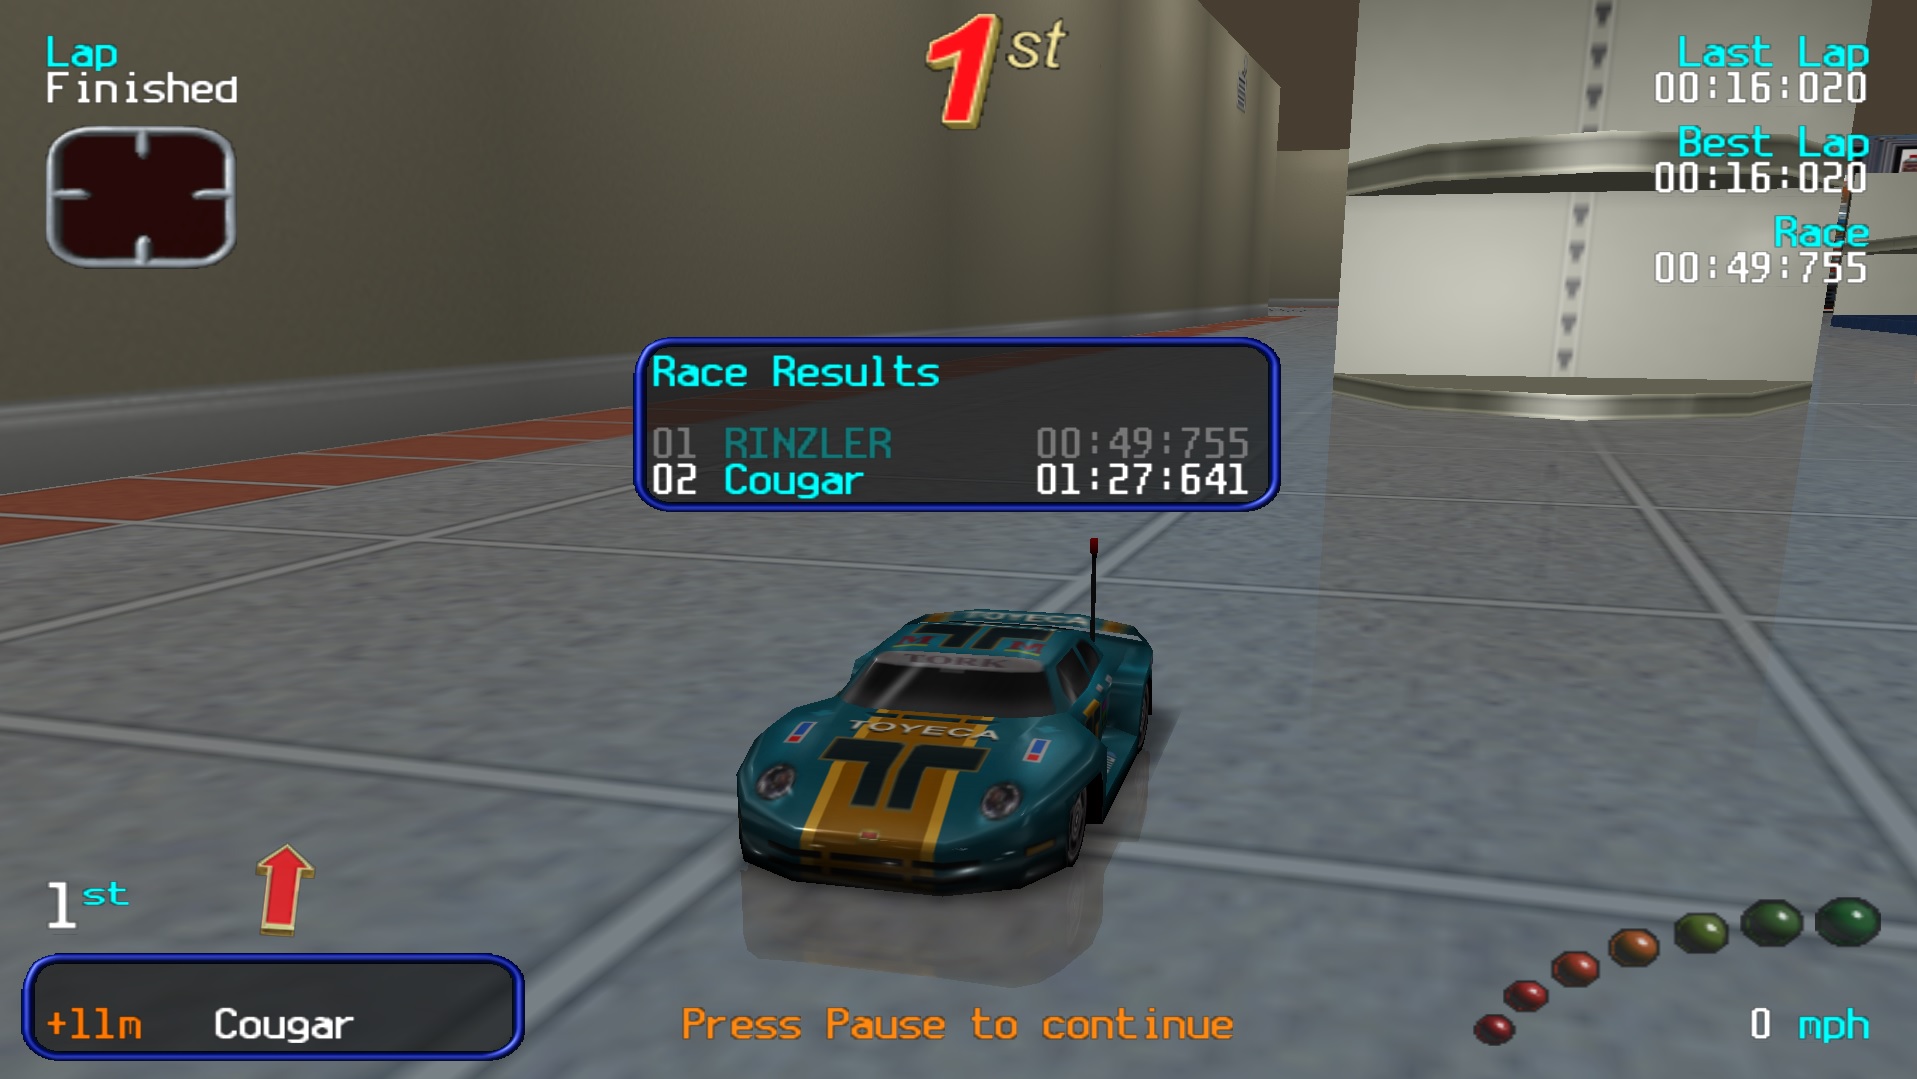 Lap
Finished
1st
Last Lap
00:16:020
Best Lap
00:16:020
Race
00:49:755
Race Results
01 RINZLER 00:49:755
02 Cougar 01:27:641
TOYECA
M M
TORK
TOYECA
1st
+11m Cougar
Press Pause to continue
0 mph